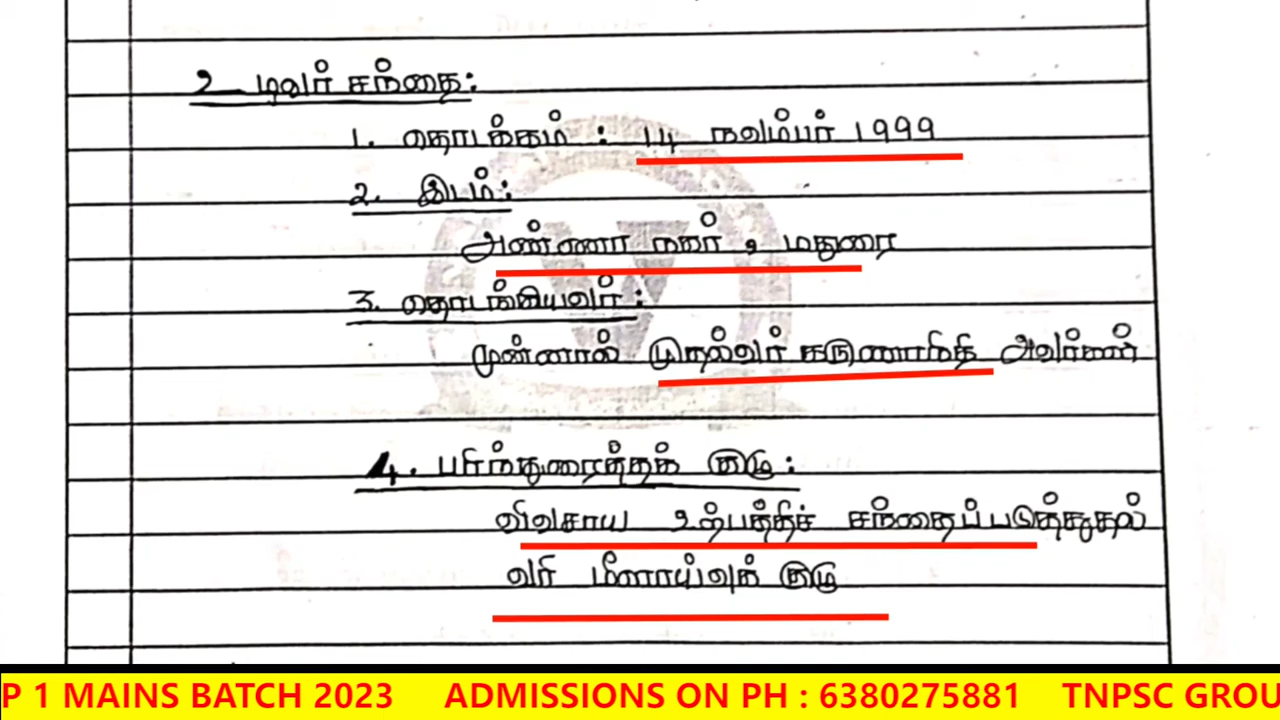 உழவர் சந்தை:
1. தொடக்கம் : 14 நவம்பர் 1999
2. இடம்:
அண்ணா நகர், மதுரை
3. தொடங்கியவர் :
முன்னாள் முதல்வர் கருணாநிதி அவர்கள்
4. பரிந்துரைத்தக் குழு :
விவசாய உற்பத்திச் சந்தைப்படுத்துதல்
வரி மீளாய்வுக் குழு
P 1 MAINS BATCH 2023 ADMISSIONS ON PH : 6380275881 TNPSC GROU